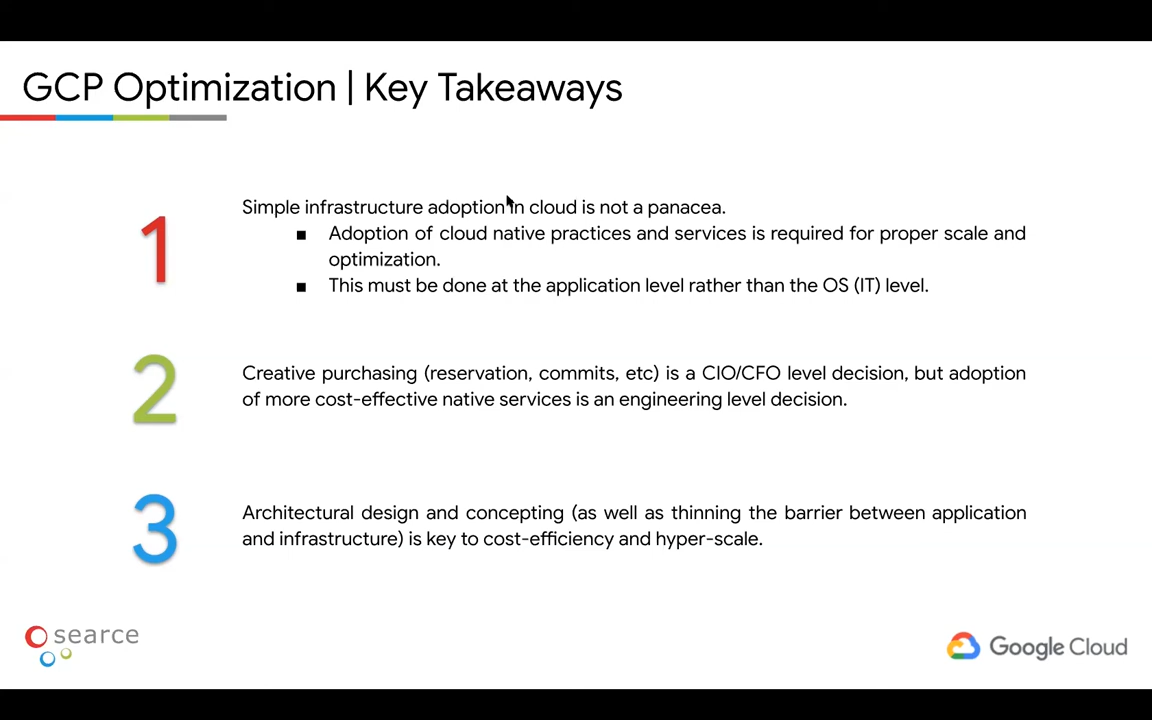 GCP Optimization | Key Takeaways
1
Simple infrastructure adoption in cloud is not a panacea.
■ Adoption of cloud native practices and services is required for proper scale and
optimization.
■ This must be done at the application level rather than the OS (IT) level.
2
Creative purchasing (reservation, commits, etc) is a CIO/CFO level decision, but adoption
of more cost-effective native services is an engineering level decision.
3
Architectural design and concepting (as well as thinning the barrier between application
and infrastructure) is key to cost-efficiency and hyper-scale.
searce
Google Cloud